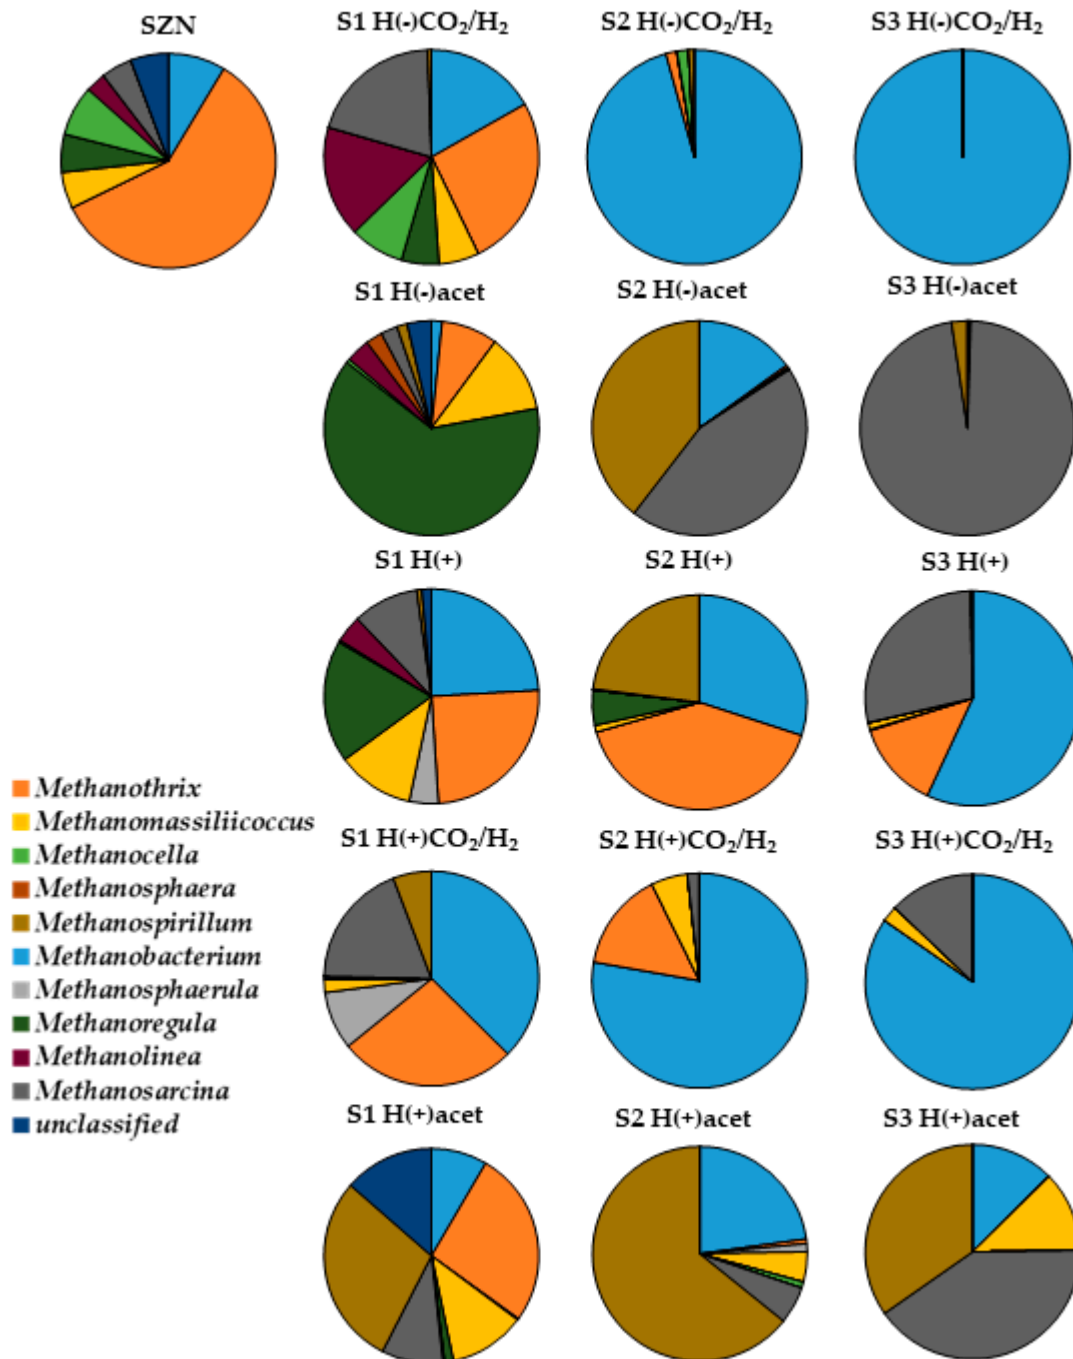 SZN
S1 H(-)CO₂/H₂
S2 H(-)CO₂/H₂
S3 H(-)CO₂/H₂
S1 H(-)acet
S2 H(-)acet
S3 H(-)acet
S1 H(+)
S2 H(+)
S3 H(+)
Methanothrix
Methanomassiliicoccus
Methanocella
Methanosphaera
Methanospirillum
Methanobacterium
Methanosphaerula
Methanoregula
Methanolinea
Methanosarcina
unclassified
S1 H(+)CO₂/H₂
S2 H(+)CO₂/H₂
S3 H(+)CO₂/H₂
S1 H(+)acet
S2 H(+)acet
S3 H(+)acet